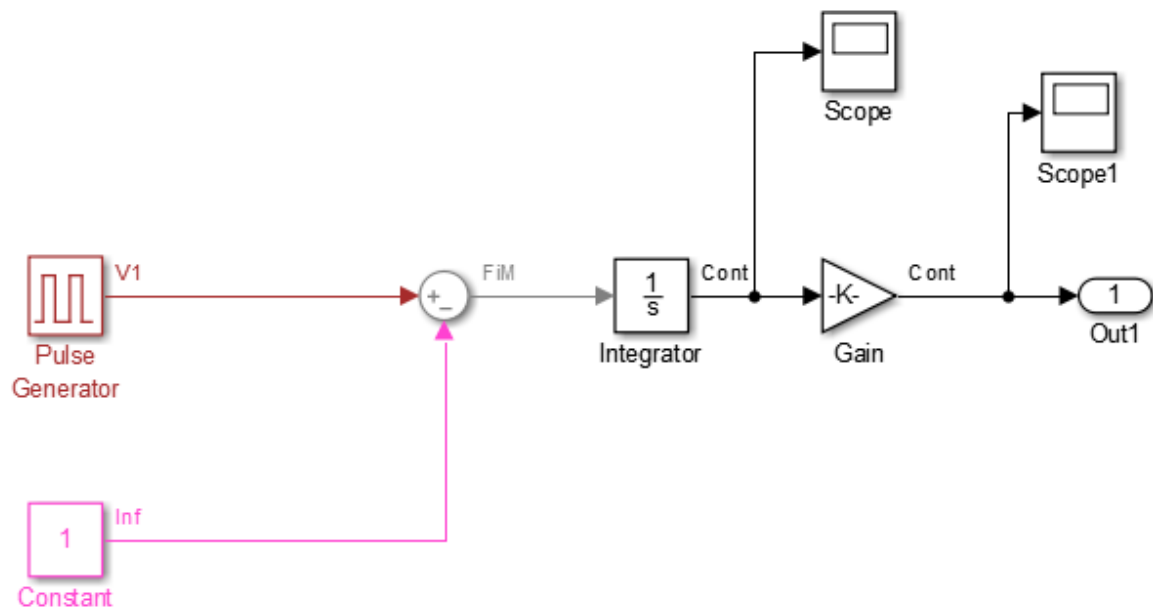 Scope
Scope1
V1
FiM
Cont
Cont
+
−
1
s
-K-
1
Pulse
Generator
Integrator
Gain
Out1
Inf
1
Constant